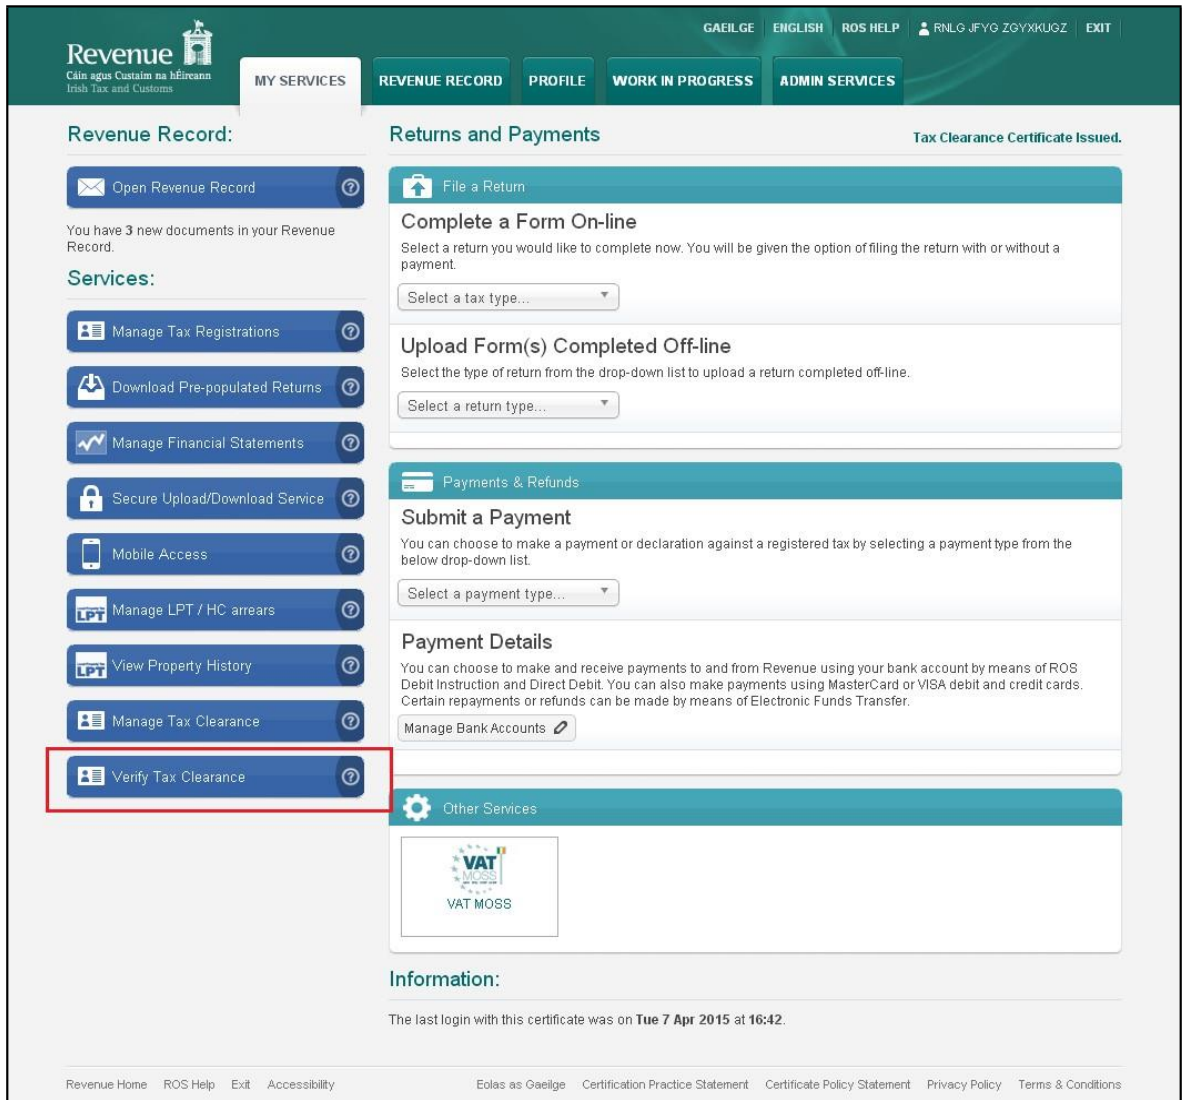 GAEILGE ENGLISH ROS HELP RNLG JFYG ZGYXKUGZ EXIT
Revenue
Cáin agus Custaim na hÉireann
Irish Tax and Customs
MY SERVICES REVENUE RECORD PROFILE WORK IN PROGRESS ADMIN SERVICES
Revenue Record:
Open Revenue Record ?
You have 3 new documents in your Revenue
Record.
Services:
Manage Tax Registrations ?
Download Pre-populated Returns ?
Manage Financial Statements ?
Secure Upload/Download Service ?
Mobile Access ?
LPT Manage LPT / HC arrears ?
LPT View Property History ?
Manage Tax Clearance ?
Verify Tax Clearance ?
Returns and Payments
Tax Clearance Certificate Issued.
File a Return
Complete a Form On-line
Select a return you would like to complete now. You will be given the option of filing the return with or without a
payment.
Select a tax type...
Upload Form(s) Completed Off-line
Select the type of return from the drop-down list to upload a return completed off-line.
Select a return type...
Payments & Refunds
Submit a Payment
You can choose to make a payment or declaration against a registered tax by selecting a payment type from the
below drop-down list.
Select a payment type...
Payment Details
You can choose to make and receive payments to and from Revenue using your bank account by means of ROS
Debit Instruction and Direct Debit. You can also make payments using MasterCard or VISA debit and credit cards.
Certain repayments or refunds can be made by means of Electronic Funds Transfer.
Manage Bank Accounts
Other Services
VAT
MOSS
VAT MOSS
Information:
The last login with this certificate was on Tue 7 Apr 2015 at 16:42.
Revenue Home ROS Help Exit Accessibility Eolas as Gaeilge Certification Practice Statement Certificate Policy Statement Privacy Policy Terms & Conditions